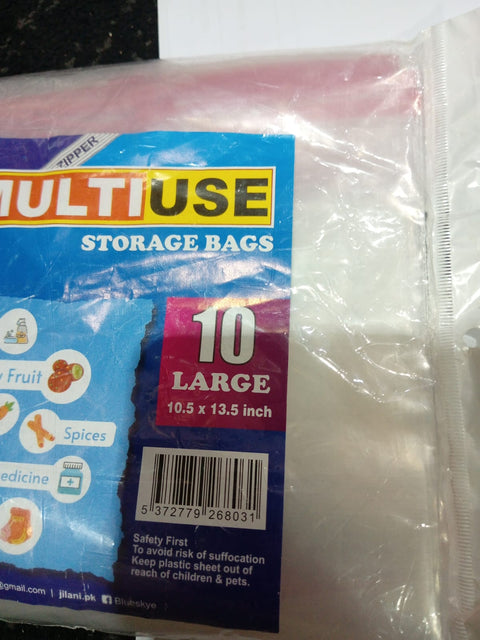 ZIPPER
MULTIUSE
STORAGE BAGS
10
LARGE
10.5 x 13.5 inch
Fruit
Spices
edicine
5 372779 268031
Safety First
To avoid risk of suffocation
Keep plastic sheet out of
reach of children & pets.
@gmail.com | jilani.pk Blueskye